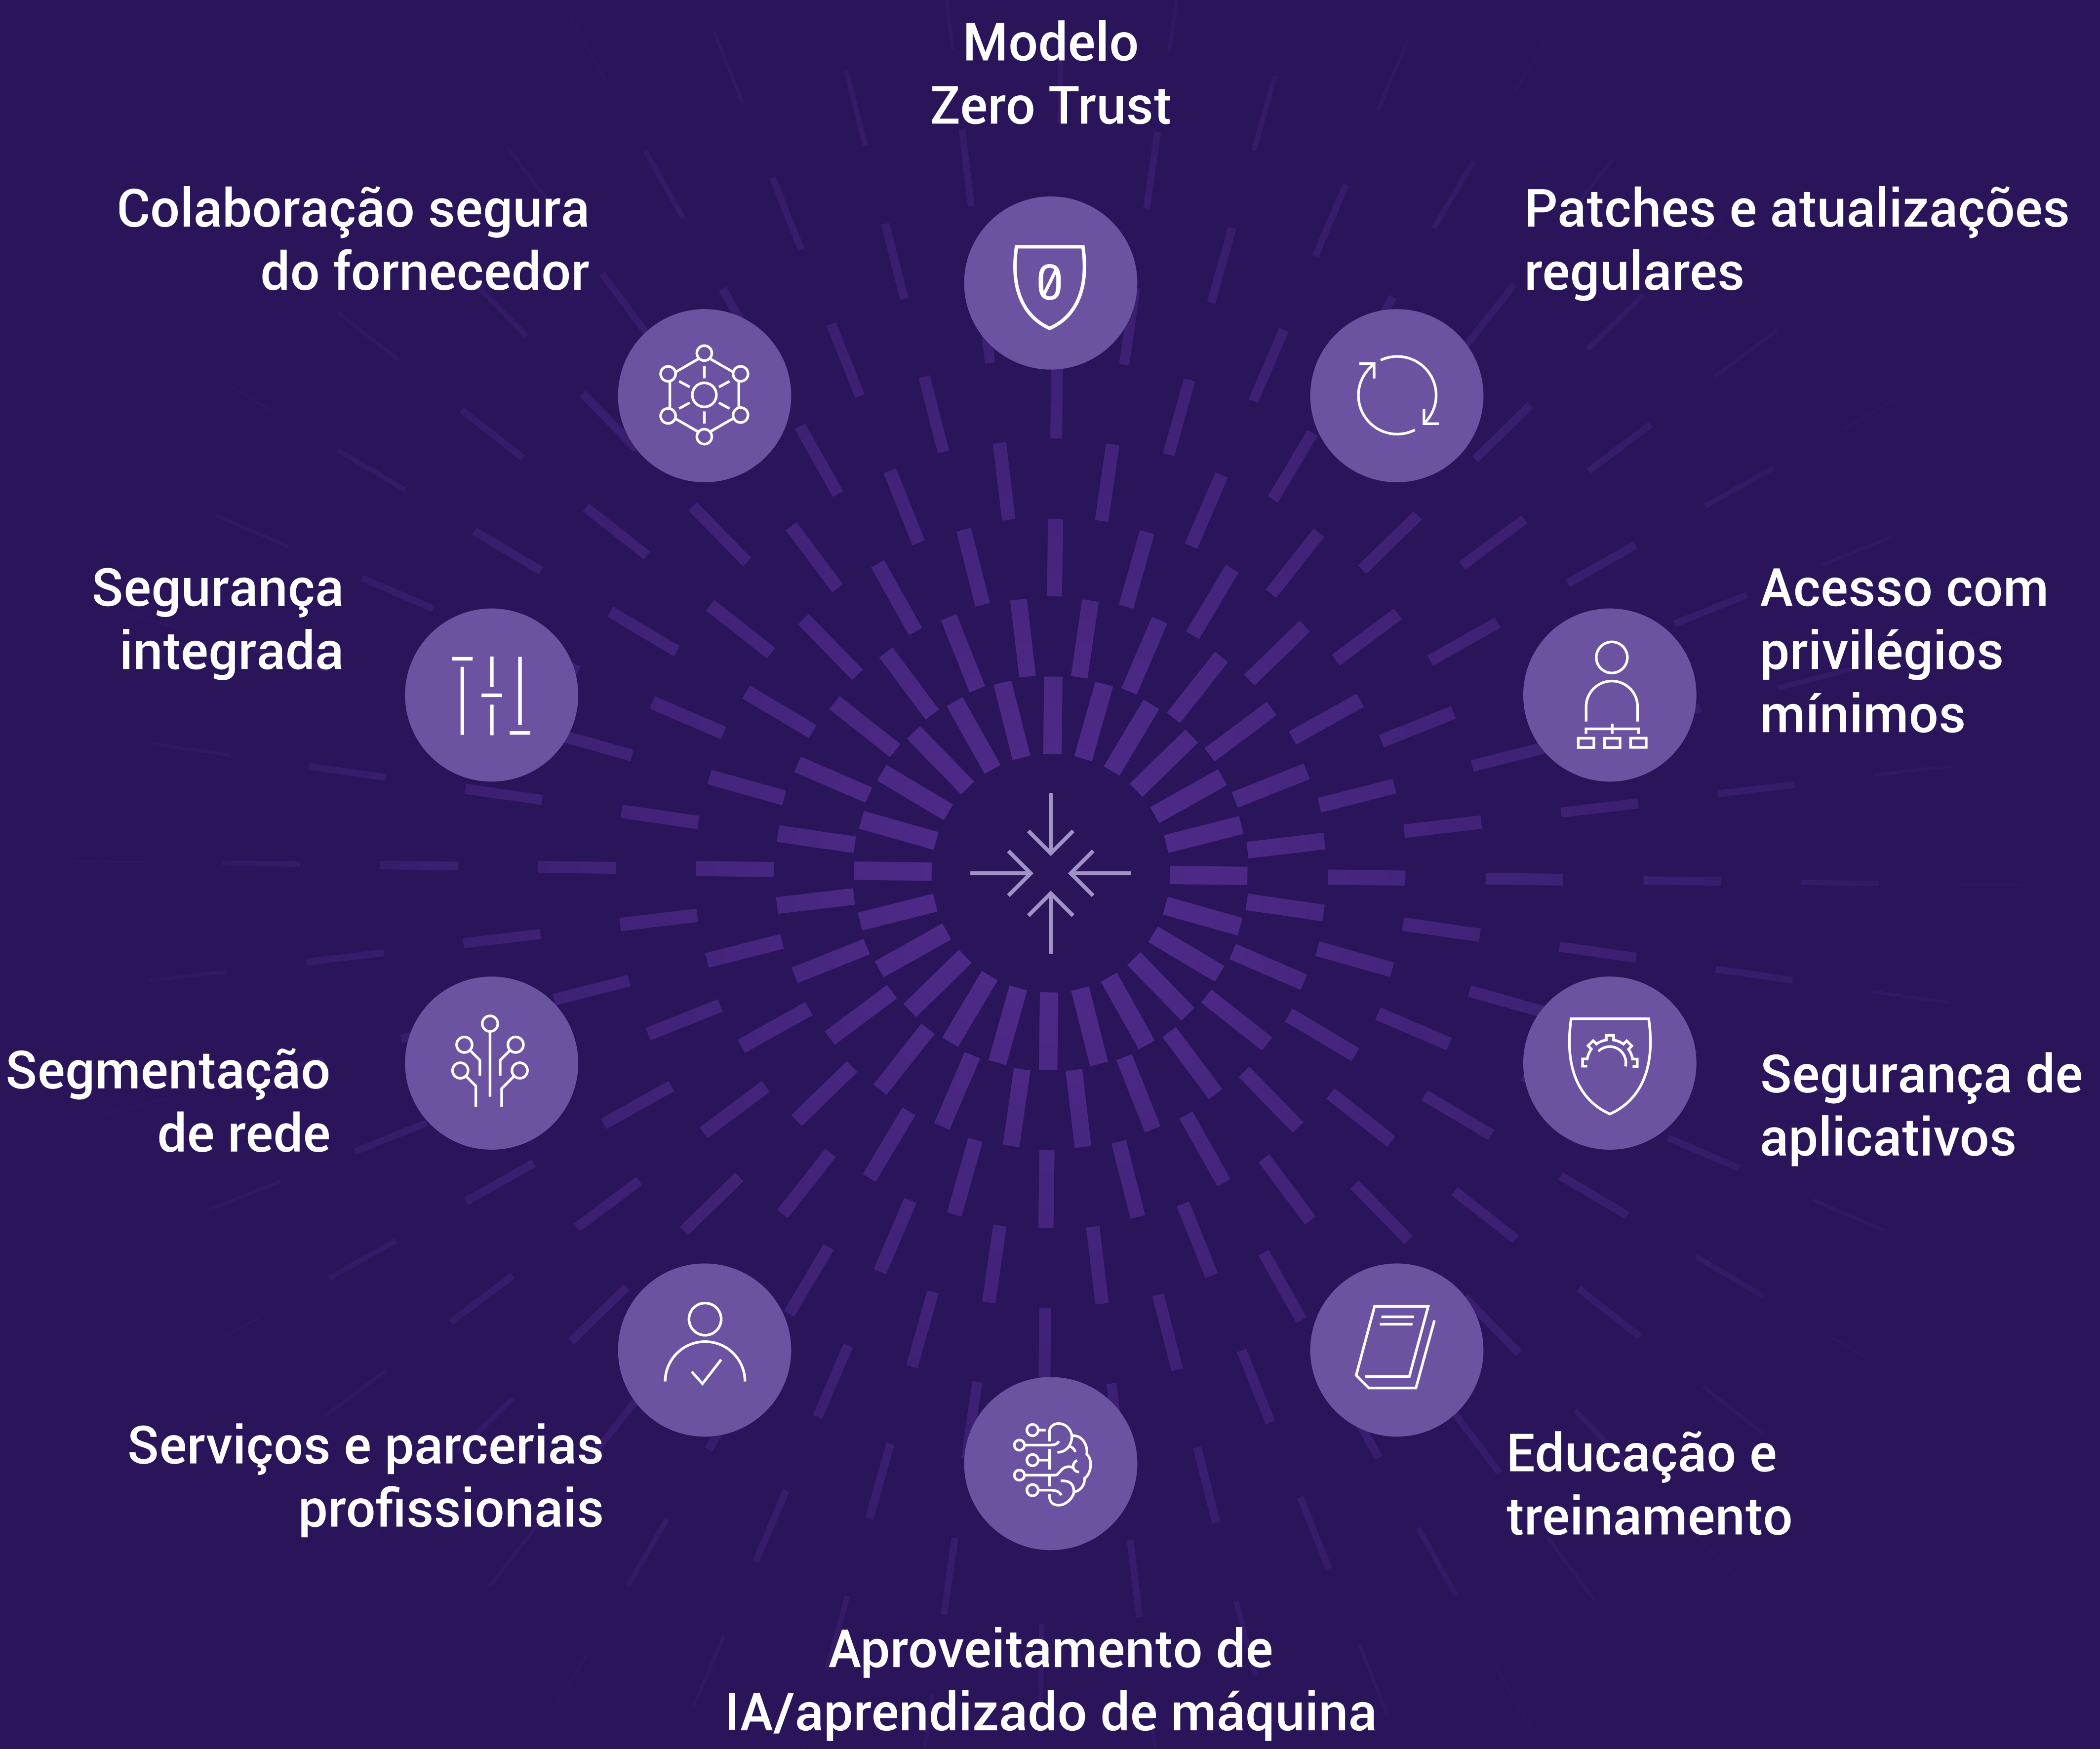 Modelo
Zero Trust
Patches e atualizações
regulares
Acesso com
privilégios
mínimos
Segurança de
aplicativos
Educação e
treinamento
Aproveitamento de
IA/aprendizado de máquina
Serviços e parcerias
profissionais
Segmentação
de rede
Segurança
integrada
Colaboração segura
do fornecedor